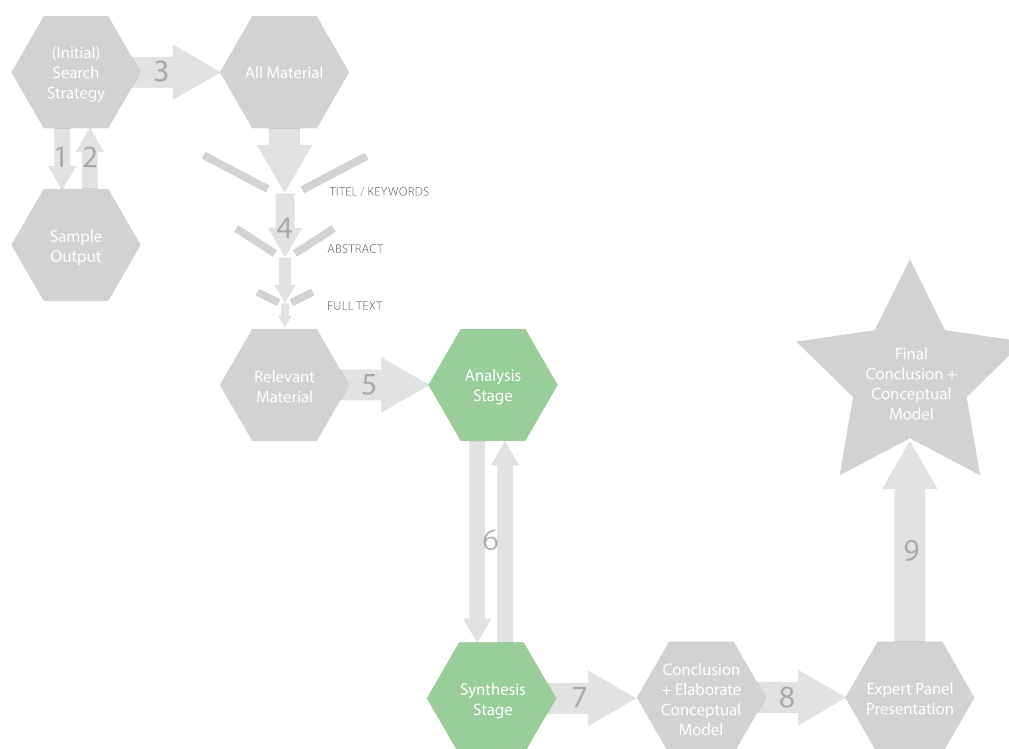 (Initial)
Search
Strategy
3
All Material
1
2
TITEL / KEYWORDS
4
Sample
Output
ABSTRACT
FULL TEXT
Relevant
Material
5
Analysis
Stage
Final
Conclusion +
Conceptual
Model
6
9
Synthesis
Stage
7
Conclusion
+ Elaborate
Conceptual
Model
8
Expert Panel
Presentation